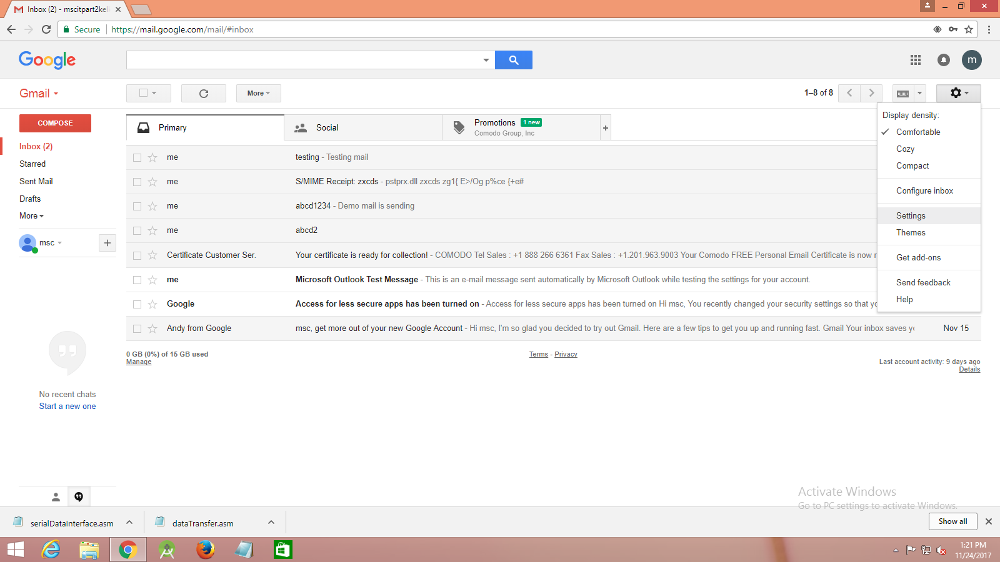 Inbox (2) - mscitpart2keli
Secure https://mail.google.com/mail/#inbox
Google
m
Gmail
More
1–8 of 8
COMPOSE
Inbox (2)
Starred
Sent Mail
Drafts
More
msc
No recent chats
Start a new one
Primary
Social
Promotions 1 new
Comodo Group, Inc
+
me testing - Testing mail
me S/MIME Receipt: zxcds - pstprx.dll zxcds zg1{ E>/Og p%ce {+e#
me abcd1234 - Demo mail is sending
me abcd2
Certificate Customer Ser. Your certificate is ready for collection! - COMODO Tel Sales : +1 888 266 6361 Fax Sales : +1.201.963.9003 Your Comodo FREE Personal Email Certificate is now r
me Microsoft Outlook Test Message - This is an e-mail message sent automatically by Microsoft Outlook while testing the settings for your account.
Google Access for less secure apps has been turned on - Access for less secure apps has been turned on Hi msc, You recently changed your security settings so that yo
Andy from Google msc, get more out of your new Google Account - Hi msc, I'm so glad you decided to try out Gmail. Here are a few tips to get you up and running fast. Gmail Your inbox saves yo Nov 15
Display density:
Comfortable
Cozy
Compact
Configure inbox
Settings
Themes
Get add-ons
Send feedback
Help
0 GB (0%) of 15 GB used
Manage
Terms - Privacy
Last account activity: 9 days ago
Details
Activate Windows
Go to PC settings to activate Windows.
serialDataInterface.asm
dataTransfer.asm
Show all
1:21 PM
11/24/2017